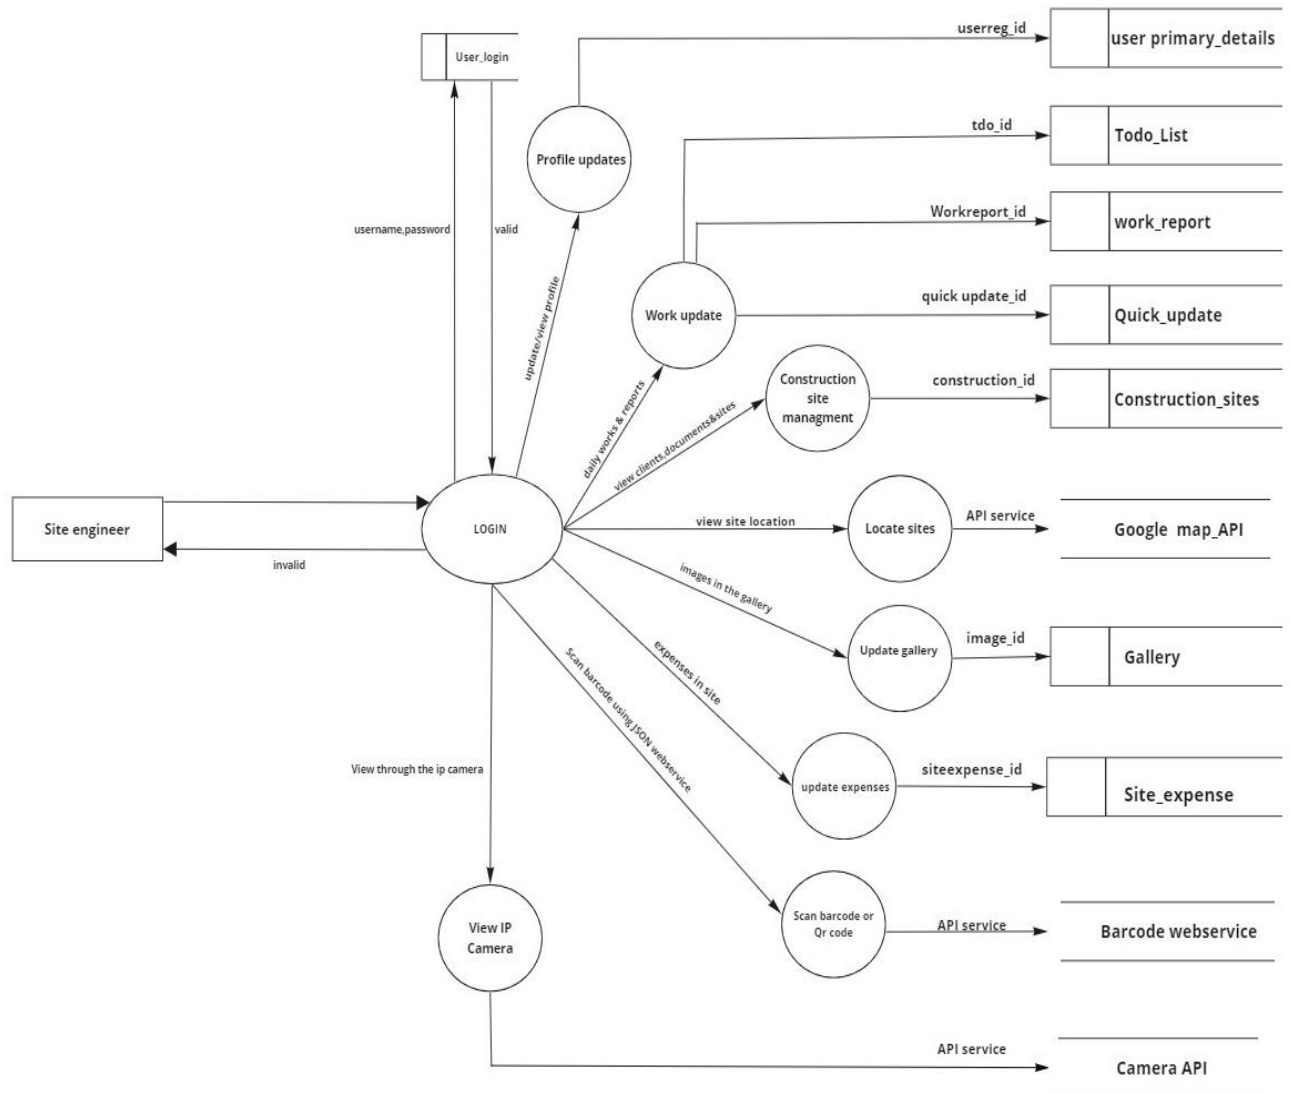 userreg_id
user primary_details
User_login
tdo_id
Todo_List
Profile updates
Workreport_id
work_report
username,password
valid
update/view profile
quick update_id
Work update
Quick_update
daily works & reports
Construction
site
managment
construction_id
Construction_sites
view clients,documents&sites
Site engineer
LOGIN
view site location
Locate sites
API service
Google map_API
invalid
images in the gallery
Update gallery
image_id
Gallery
expenses in site
Scan barcode using JSON webservice
View through the ip camera
update expenses
siteexpense_id
Site_expense
View IP
Camera
Scan barcode or
Qr code
API service
Barcode webservice
API service
Camera API